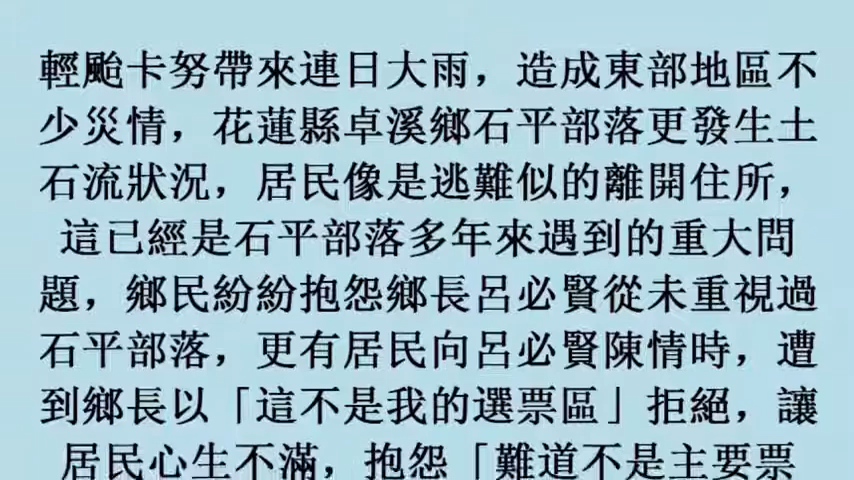 輕颱卡努帶來連日大雨，造成東部地區不
少災情，花蓮縣卓溪鄉石平部落更發生土
石流狀況，居民像是逃難似的離開住所，
這已經是石平部落多年來遇到的重大問
題，鄉民紛紛抱怨鄉長呂必賢從未重視過
石平部落，更有居民向呂必賢陳情時，遭
到鄉長以「這不是我的選票區」拒絕，讓
居民心生不滿，抱怨「難道不是主要票